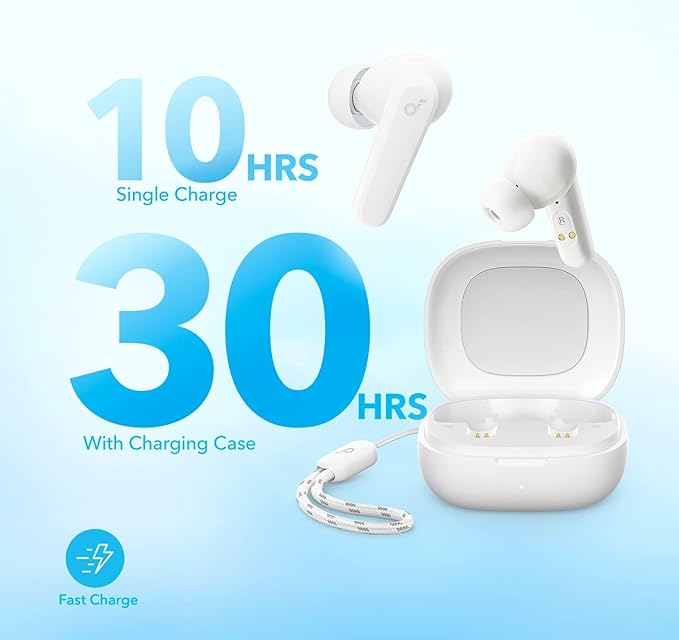 10 HRS
Single Charge
30 HRS
With Charging Case
Fast Charge
R